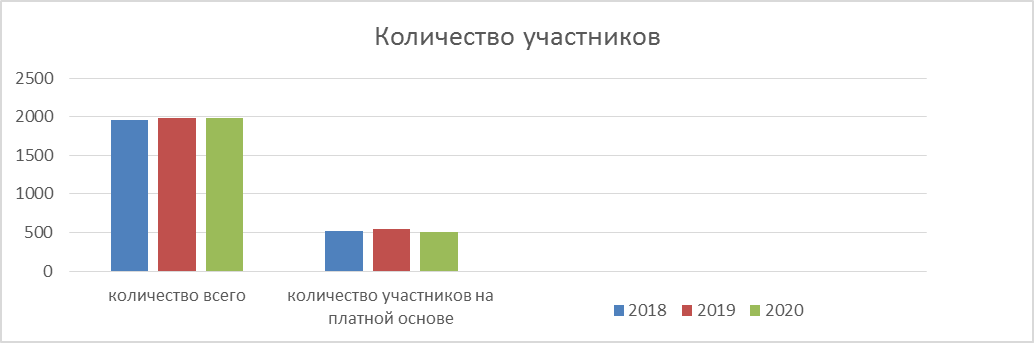 Количество участников
2500
2000
1500
1000
500
0
количество всего
количество участников на
платной основе
2018 2019 2020